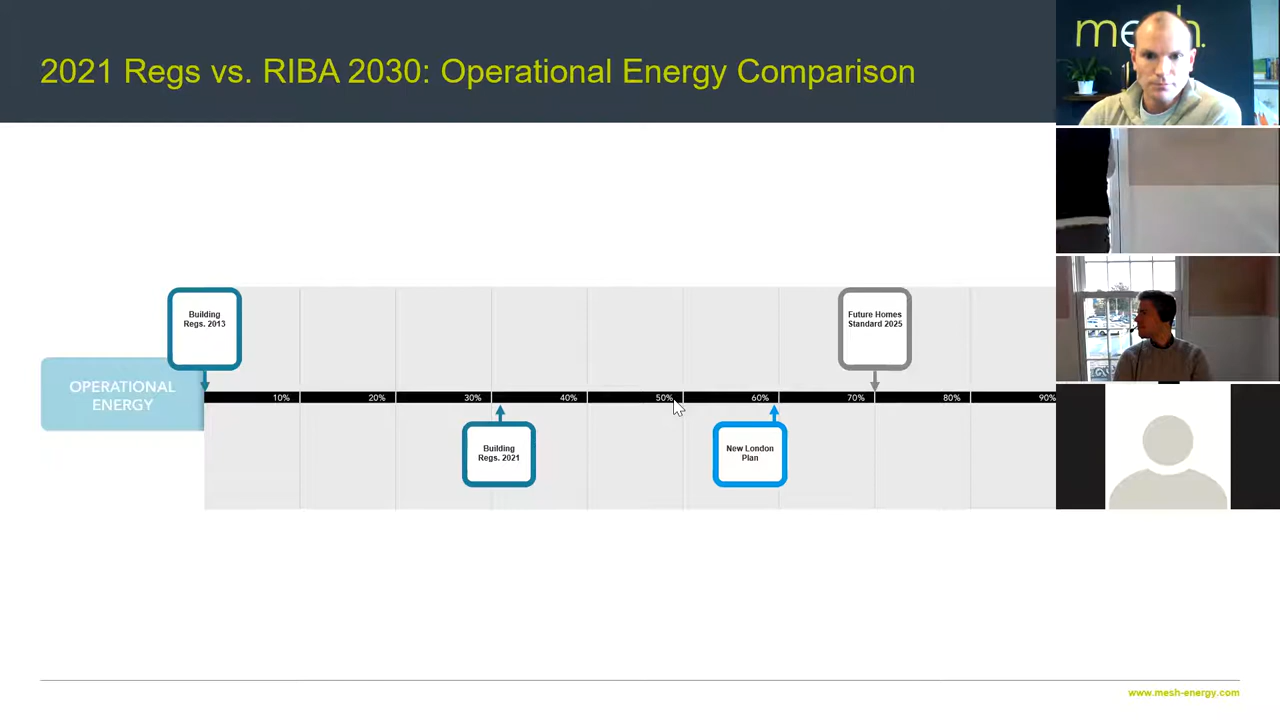 2021 Regs vs. RIBA 2030: Operational Energy Comparison
mesh.
Building
Regs. 2013
Future Homes
Standard 2025
OPERATIONAL
ENERGY
10%
20%
30%
40%
50%
60%
70%
80%
90%
Building
Regs. 2021
New London
Plan
www.mesh-energy.com